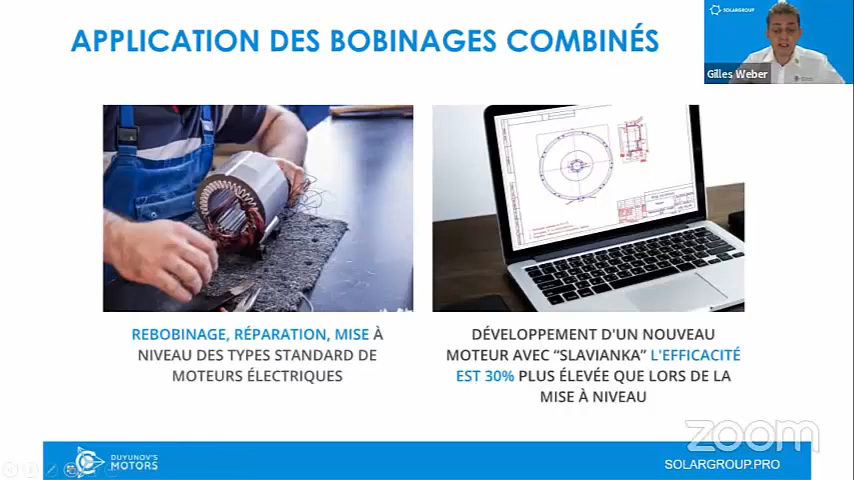 APPLICATION DES BOBINAGES COMBINÉS
SOLARGROUP
Gilles Weber
REBOBINAGE, RÉPARATION, MISE À
NIVEAU DES TYPES STANDARD DE
MOTEURS ÉLECTRIQUES
DÉVELOPPEMENT D'UN NOUVEAU
MOTEUR AVEC “SLAVIANKA” L'EFFICACITÉ
EST 30% PLUS ÉLEVÉE QUE LORS DE LA
MISE À NIVEAU
zoom
DUYUNOV'S
MOTORS
SOLARGROUP.PRO